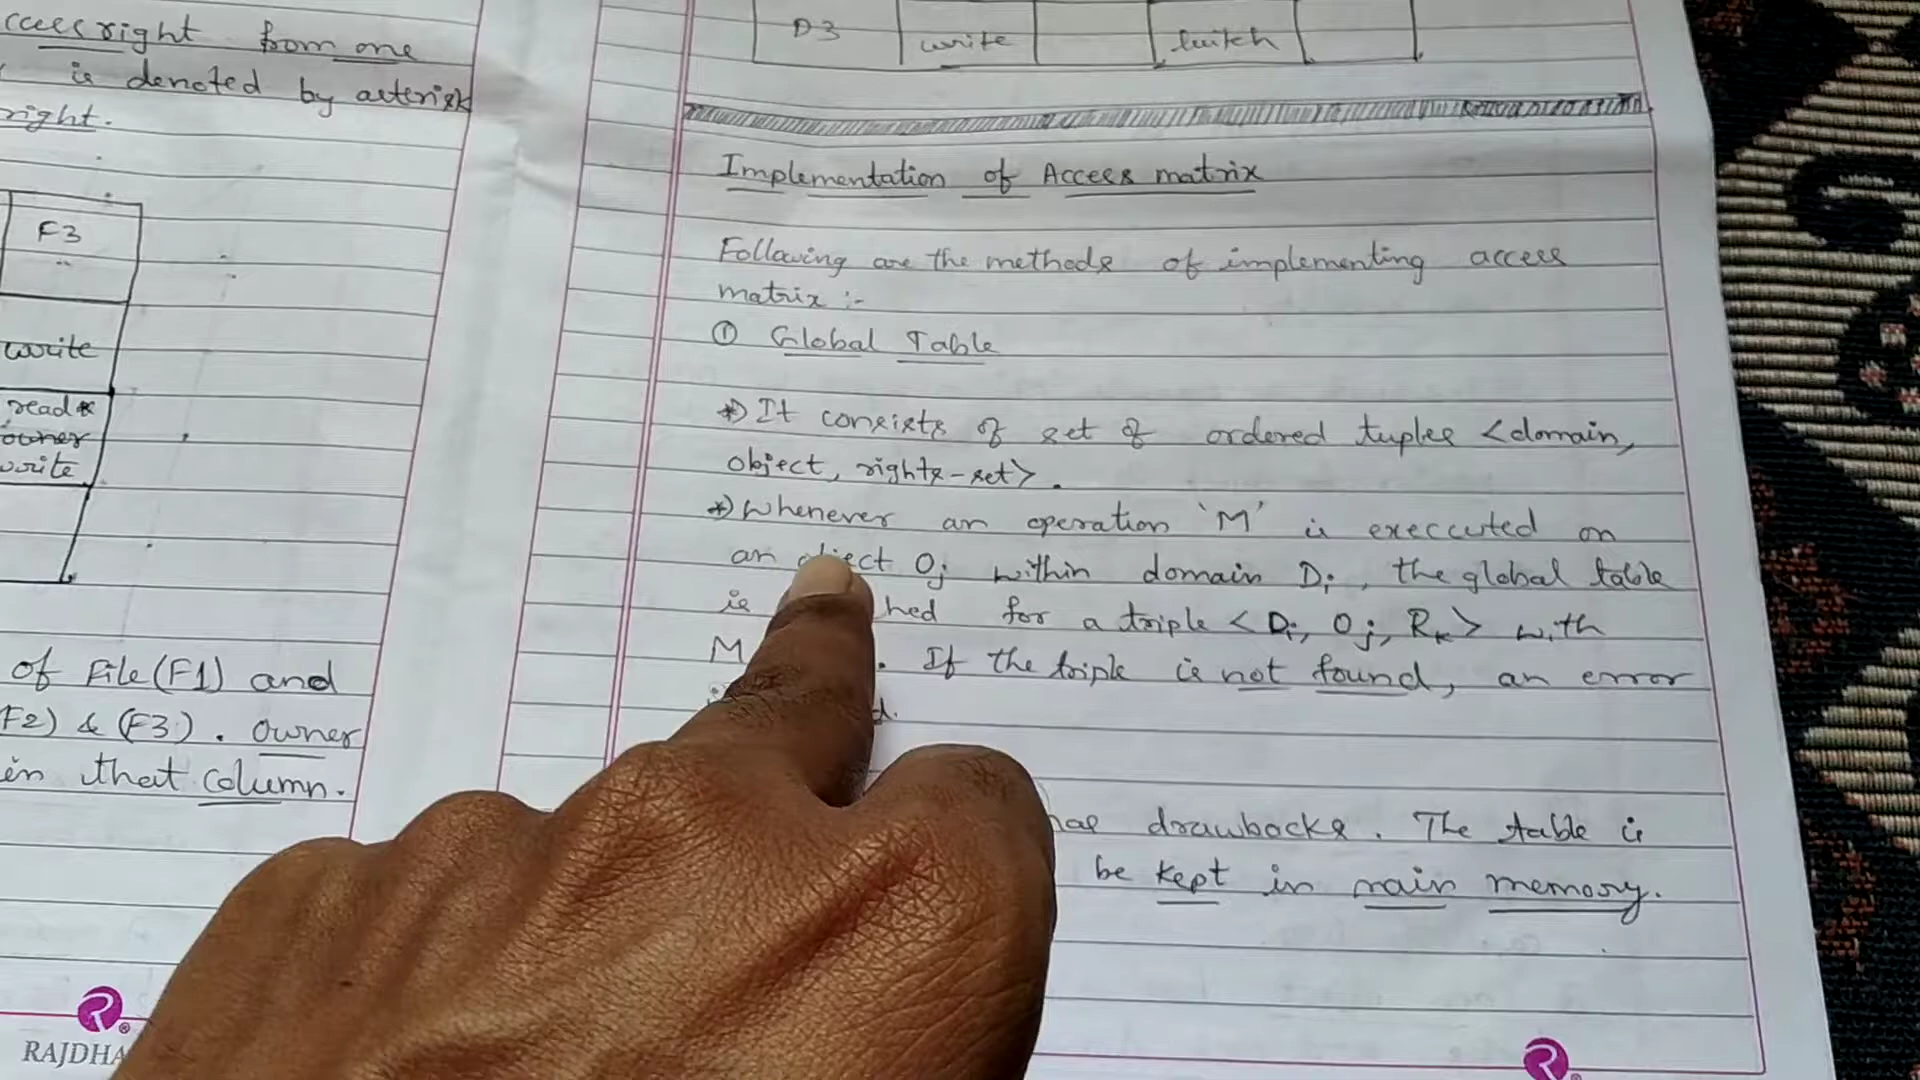 access right from one
is denoted by asterisk
right.
F3
write
read*
owner
write
of File(F1) and
F2) & (F3). Owner
in that column.
RAJDHA
D3 write switch
Implementation of Access matrix
Following are the methods of implementing access
matrix :-
① Global Table
*) It consists of set of ordered tuples <domain,
object, rights-set>.
*) Whenever an operation 'M' is executed on
an object Oj within domain Di, the global table
is hed for a triple <Di, Oj, Rk> with
M . If the triple is not found, an error
d.
has drawbacks. The table is
be kept in main memory.